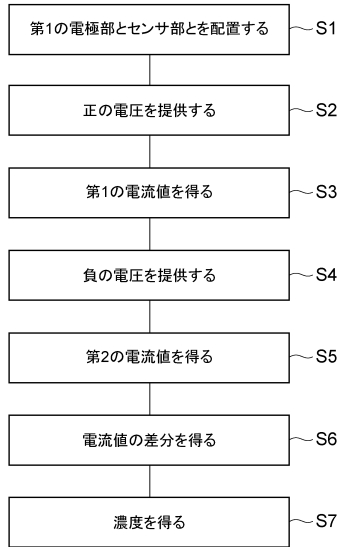 第1の電極部とセンサ部とを配置する S1
正の電圧を提供する S2
第1の電流値を得る S3
負の電圧を提供する S4
第2の電流値を得る S5
電流値の差分を得る S6
濃度を得る S7